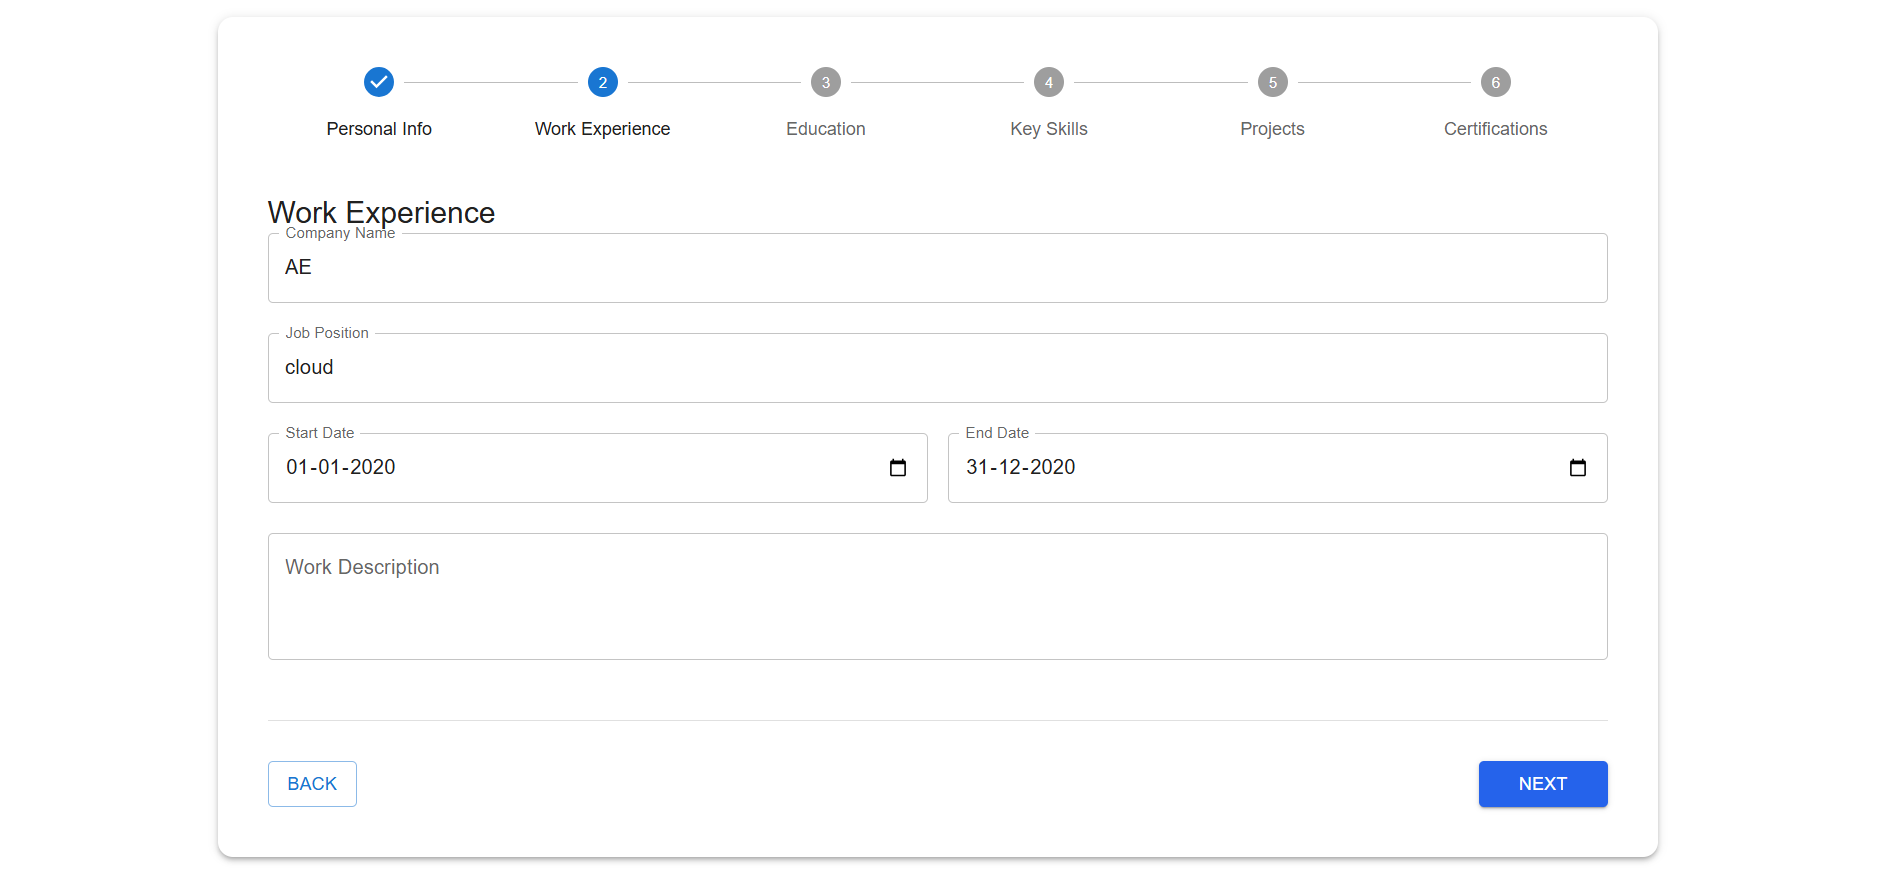 2 3 4 5 6
Personal Info Work Experience Education Key Skills Projects Certifications
Work Experience
Company Name
AE
Job Position
cloud
Start Date End Date
01-01-2020 31-12-2020
Work Description
BACK NEXT